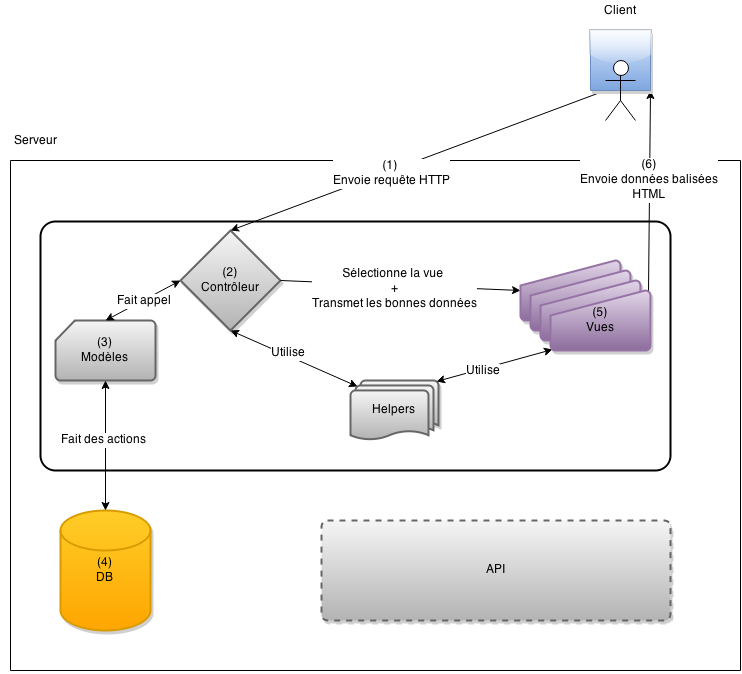 Client
Serveur
(1)
Envoie requête HTTP
(6)
Envoie données balisées
HTML
(2)
Contrôleur
Sélectionne la vue
+
Transmet les bonnes données
Fait appel
(5)
Vues
(3)
Modèles
Utilise
Utilise
Helpers
Fait des actions
(4)
DB
API